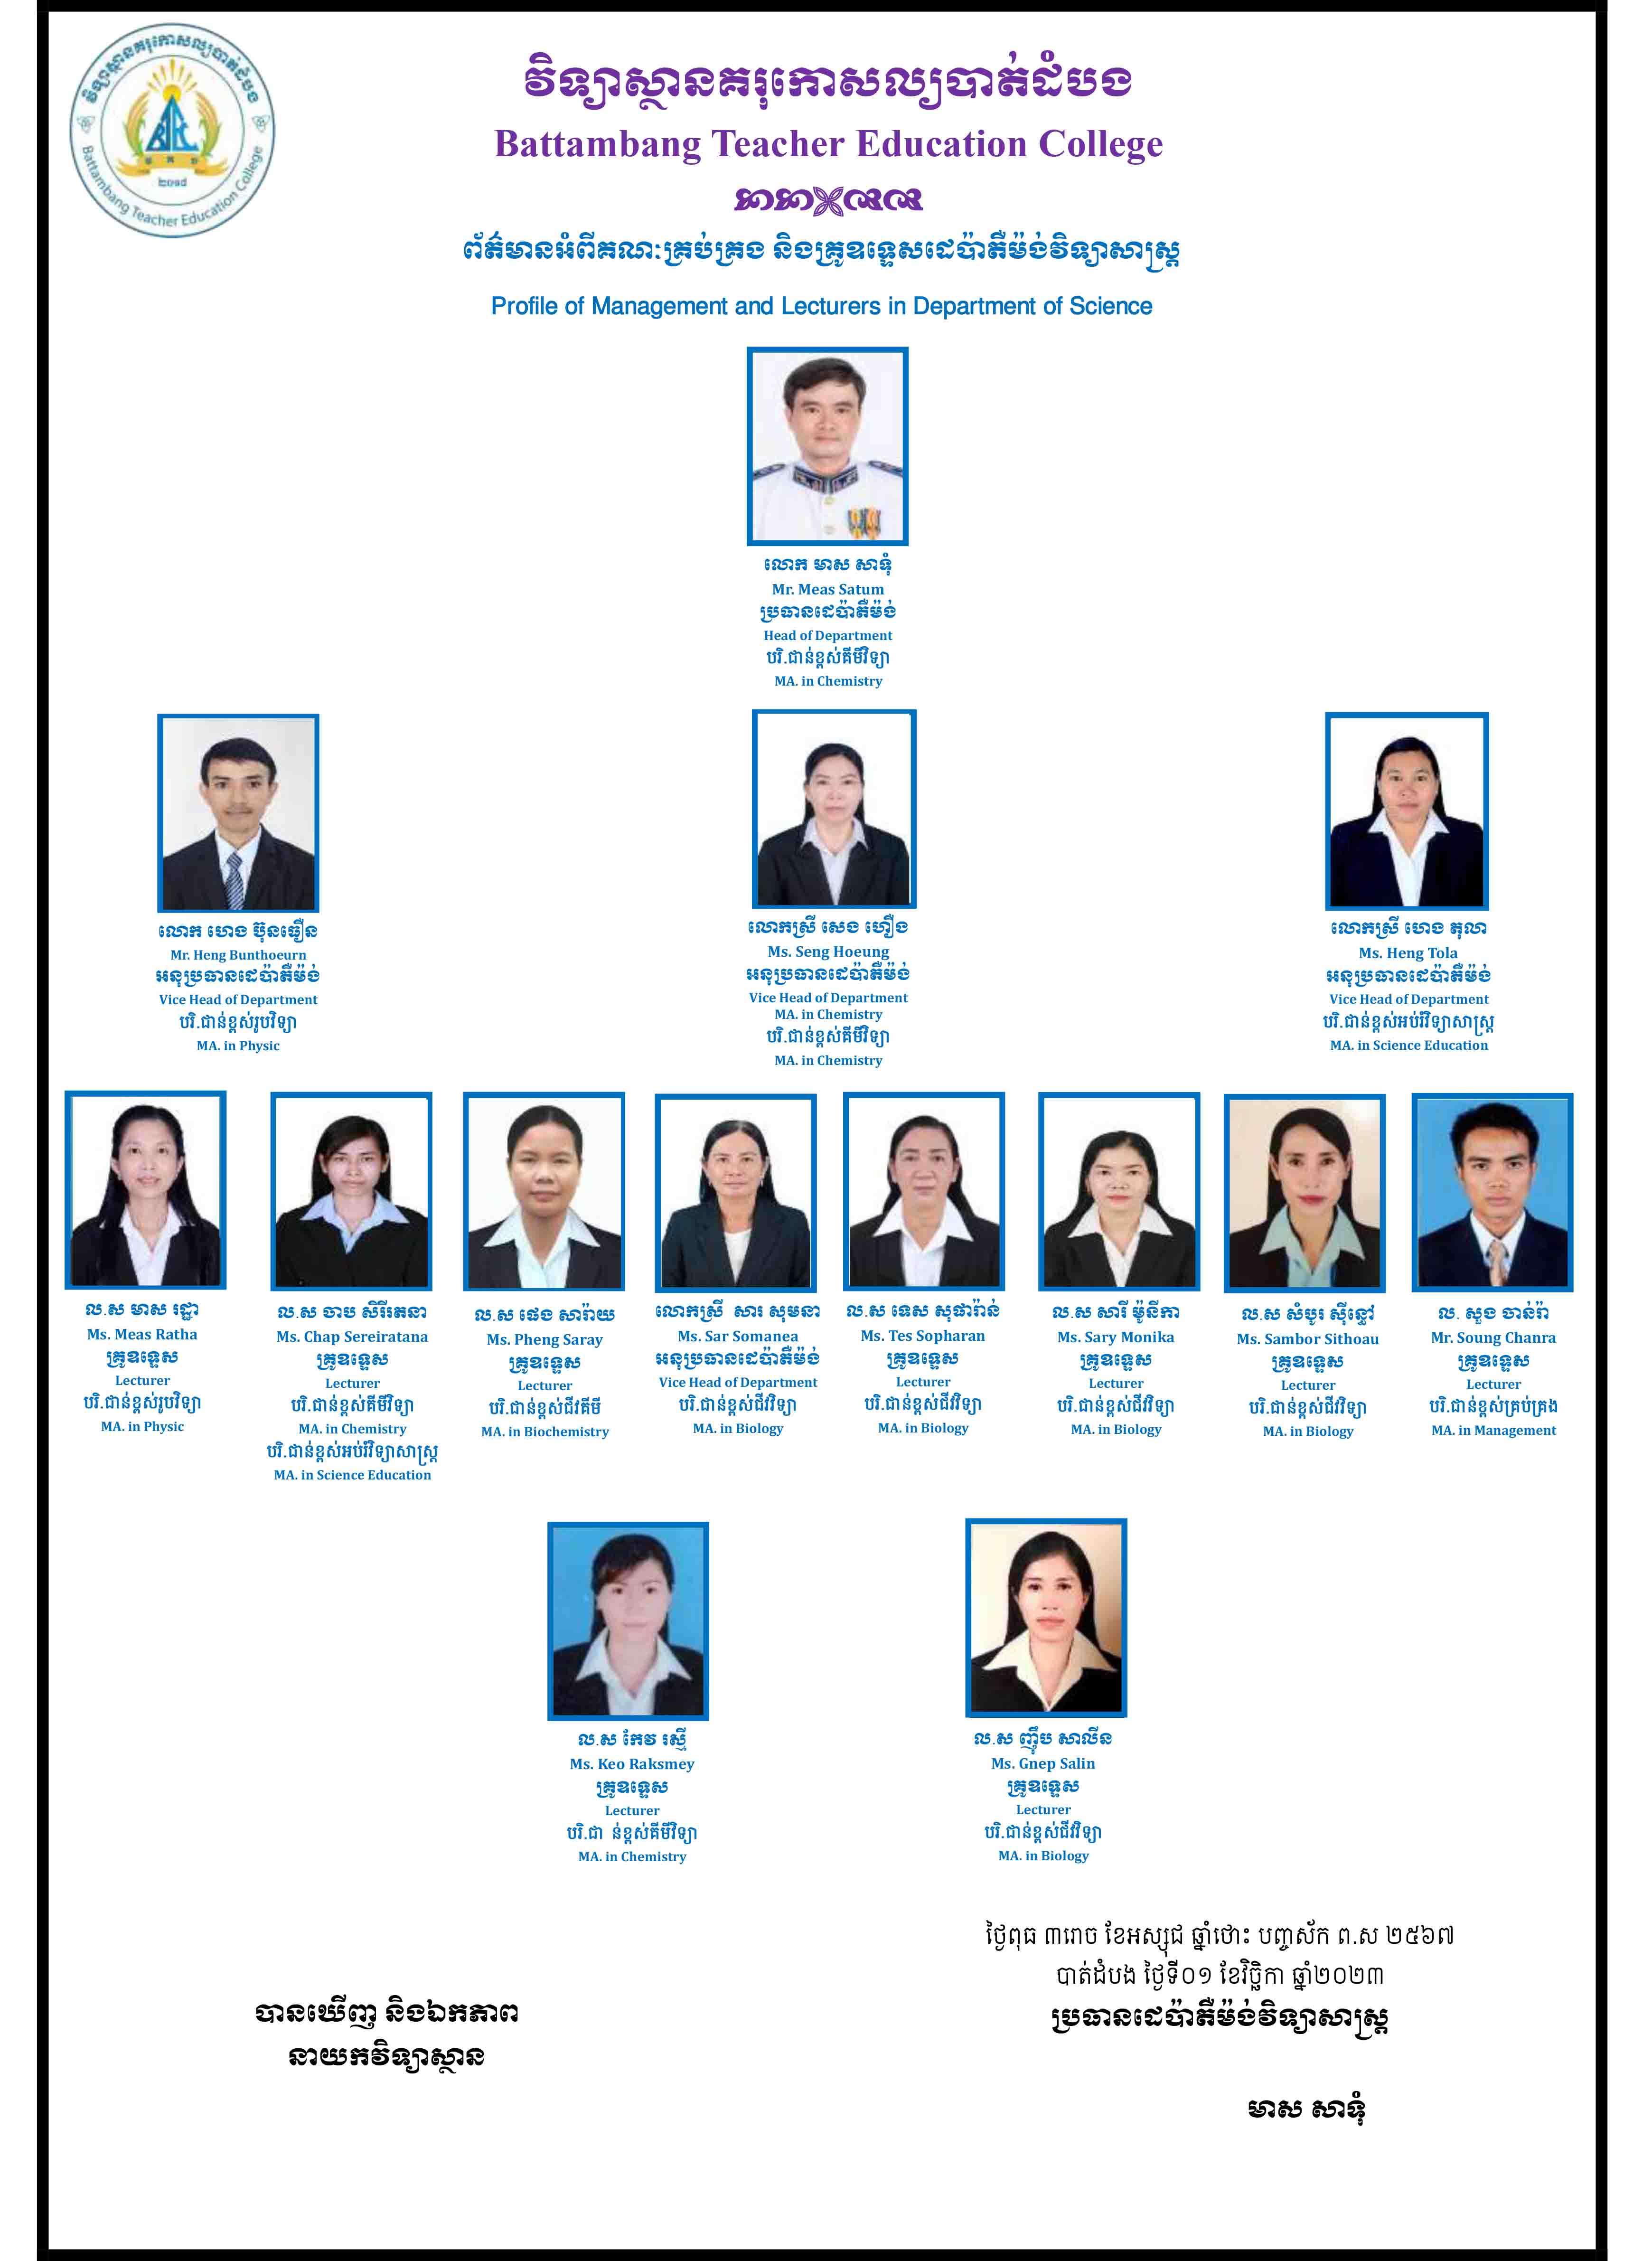 វិទ្យាស្ថានគរុកោសល្យបាត់ដំបង
Battambang Teacher Education College
២០១៨
វិទ្យាស្ថានគរុកោសល្យបាត់ដំបង
Battambang Teacher Education College
ព័ត៌មានអំពីគណៈគ្រប់គ្រង និងគ្រូឧទ្ទេសដេប៉ាតឺម៉ង់វិទ្យាសាស្ត្រ
Profile of Management and Lecturers in Department of Science
លោក មាស សាទុំ
Mr. Meas Satum
ប្រធានដេប៉ាតឺម៉ង់
Head of Department
បរិ.ជាន់ខ្ពស់គីមីវិទ្យា
MA. in Chemistry
លោក ហេង ប៊ុនធឿន
Mr. Heng Bunthoeurn
អនុប្រធានដេប៉ាតឺម៉ង់
Vice Head of Department
បរិ.ជាន់ខ្ពស់រូបវិទ្យា
MA. in Physic
លោកស្រី សេង ហឿង
Ms. Seng Hoeung
អនុប្រធានដេប៉ាតឺម៉ង់
Vice Head of Department
MA. in Chemistry
បរិ.ជាន់ខ្ពស់គីមីវិទ្យា
MA. in Chemistry
លោកស្រី ហេង តុលា
Ms. Heng Tola
អនុប្រធានដេប៉ាតឺម៉ង់
Vice Head of Department
បរិ.ជាន់ខ្ពស់អប់រំវិទ្យាសាស្ត្រ
MA. in Science Education
ល.ស មាស រដ្ឋា
Ms. Meas Ratha
គ្រូឧទ្ទេស
Lecturer
បរិ.ជាន់ខ្ពស់រូបវិទ្យា
MA. in Physic
ល.ស ចាប សិរីរតនា
Ms. Chap Sereiratana
គ្រូឧទ្ទេស
Lecturer
បរិ.ជាន់ខ្ពស់គីមីវិទ្យា
MA. in Chemistry
បរិ.ជាន់ខ្ពស់អប់រំវិទ្យាសាស្ត្រ
MA. in Science Education
ល.ស ផេង សារ៉ាយ
Ms. Pheng Saray
គ្រូឧទ្ទេស
Lecturer
បរិ.ជាន់ខ្ពស់ជីវគីមី
MA. in Biochemistry
លោកស្រី សារ សុមនា
Ms. Sar Somanea
អនុប្រធានដេប៉ាតឺម៉ង់
Vice Head of Department
បរិ.ជាន់ខ្ពស់ជីវវិទ្យា
MA. in Biology
ល.ស ទេស សុផារ៉ាន់
Ms. Tes Sopharan
គ្រូឧទ្ទេស
Lecturer
បរិ.ជាន់ខ្ពស់ជីវវិទ្យា
MA. in Biology
ល.ស សារី ម៉ូនីកា
Ms. Sary Monika
គ្រូឧទ្ទេស
Lecturer
បរិ.ជាន់ខ្ពស់ជីវវិទ្យា
MA. in Biology
ល.ស សំបូរ ស៊ីន្ធៅ
Ms. Sambor Sithoau
គ្រូឧទ្ទេស
Lecturer
បរិ.ជាន់ខ្ពស់ជីវវិទ្យា
MA. in Biology
ល. សួង ចាន់រ៉ា
Mr. Soung Chanra
គ្រូឧទ្ទេស
Lecturer
បរិ.ជាន់ខ្ពស់គ្រប់គ្រង
MA. in Management
ល.ស កែវ រស្មី
Ms. Keo Raksmey
គ្រូឧទ្ទេស
Lecturer
បរិ.ជា ន់ខ្ពស់គីមីវិទ្យា
MA. in Chemistry
ល.ស ញ៉ឹប សាលីន
Ms. Gnep Salin
គ្រូឧទ្ទេស
Lecturer
បរិ.ជាន់ខ្ពស់ជីវវិទ្យា
MA. in Biology
ថ្ងៃពុធ ៣រោច ខែអស្សុជ ឆ្នាំថោះ បញ្ចស័ក ព.ស ២៥៦៧
បាត់ដំបង ថ្ងៃទី០១ ខែវិច្ឆិកា ឆ្នាំ២០២៣
ប្រធានដេប៉ាតឺម៉ង់វិទ្យាសាស្ត្រ
បានឃើញ និងឯកភាព
នាយកវិទ្យាស្ថាន
មាស សាទុំ